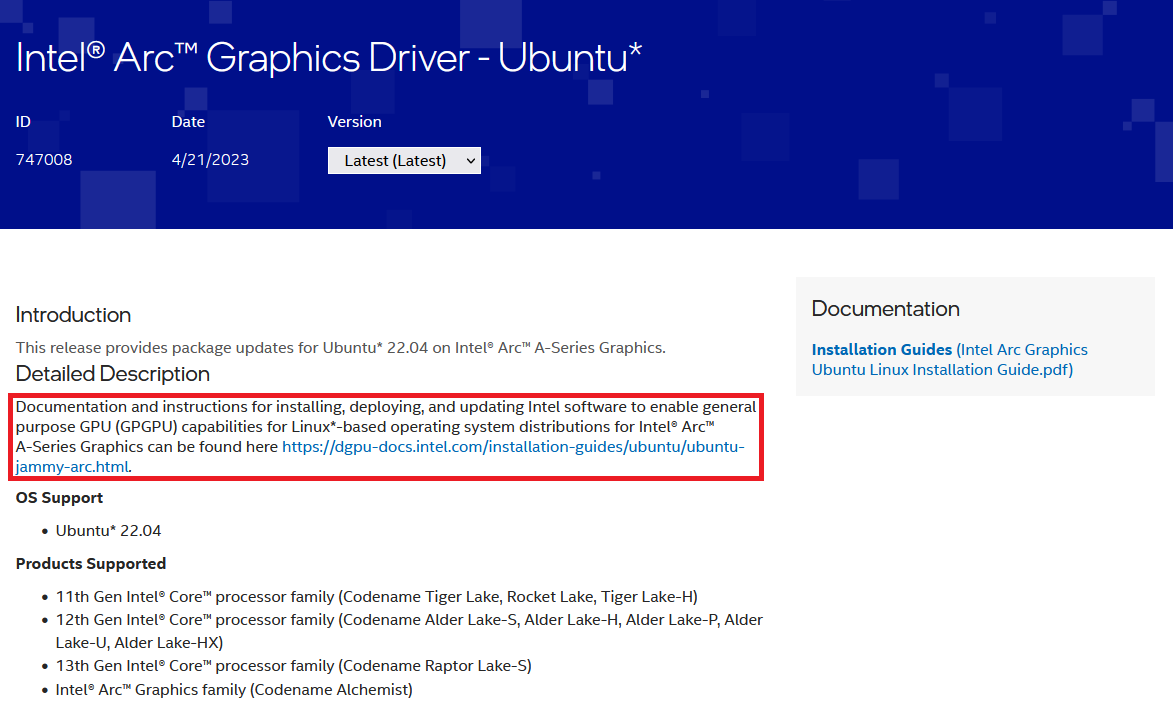 Intel® Arc™ Graphics Driver - Ubuntu*
ID
Date
Version
747008
4/21/2023
Latest (Latest)
Introduction
This release provides package updates for Ubuntu* 22.04 on Intel® Arc™ A-Series Graphics.
Detailed Description
Documentation and instructions for installing, deploying, and updating Intel software to enable general
purpose GPU (GPGPU) capabilities for Linux*-based operating system distributions for Intel® Arc™
A-Series Graphics can be found here https://dgpu-docs.intel.com/installation-guides/ubuntu/ubuntu-
jammy-arc.html.
OS Support
• Ubuntu* 22.04
Products Supported
• 11th Gen Intel® Core™ processor family (Codename Tiger Lake, Rocket Lake, Tiger Lake-H)
• 12th Gen Intel® Core™ processor family (Codename Alder Lake-S, Alder Lake-H, Alder Lake-P, Alder
Lake-U, Alder Lake-HX)
• 13th Gen Intel® Core™ processor family (Codename Raptor Lake-S)
• Intel® Arc™ Graphics family (Codename Alchemist)
Documentation
Installation Guides (Intel Arc Graphics
Ubuntu Linux Installation Guide.pdf)